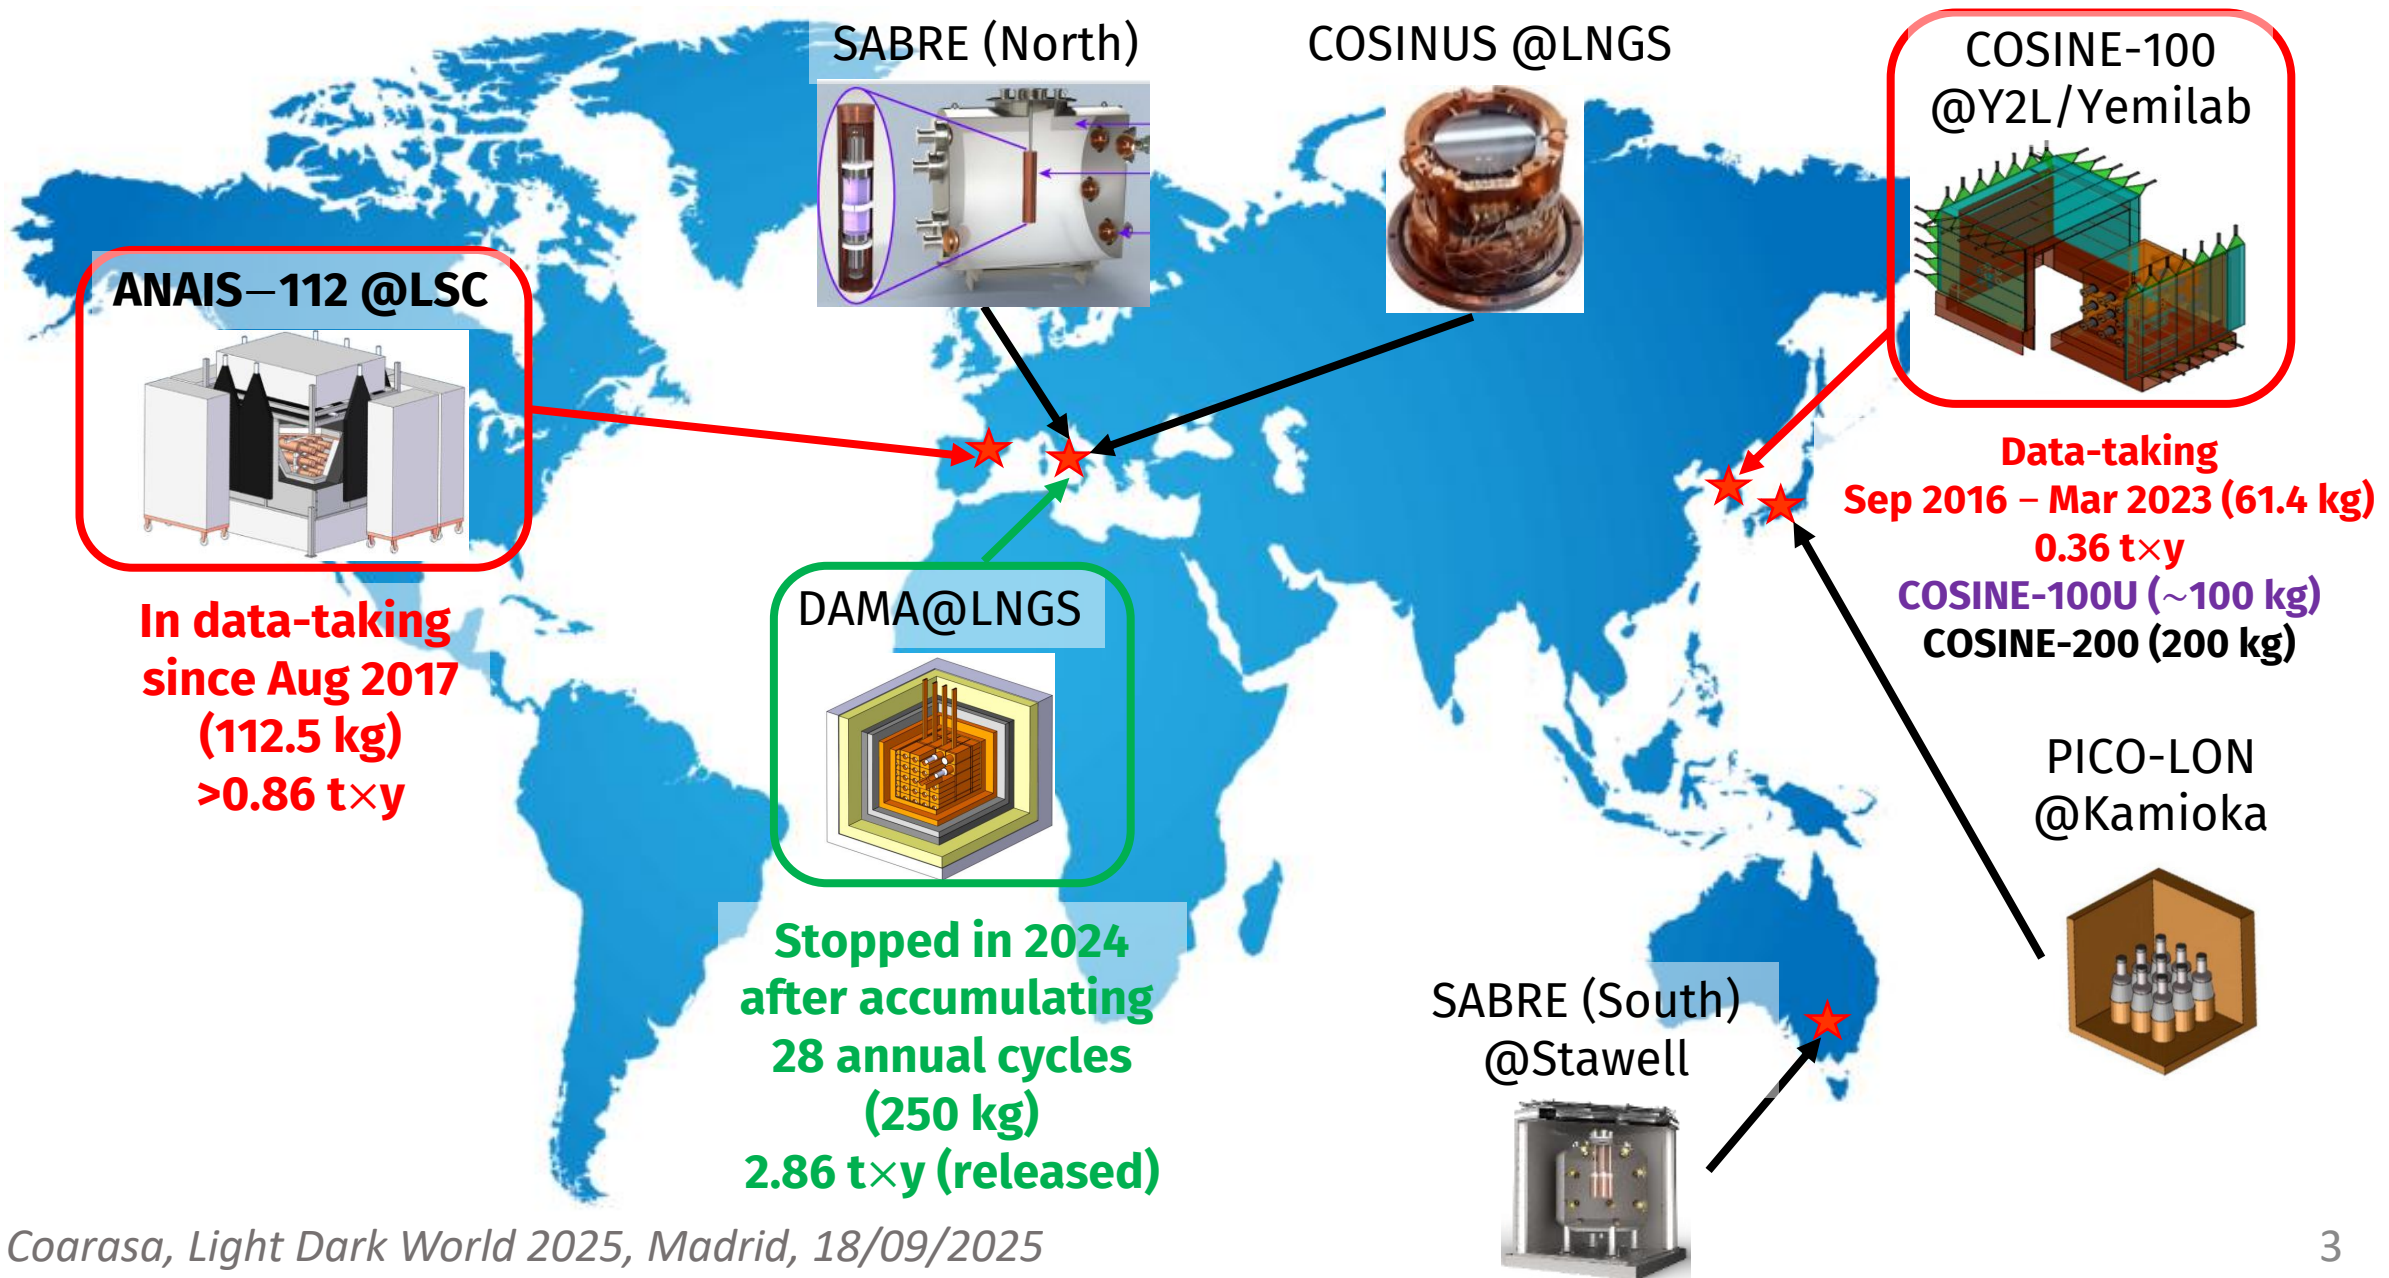 SABRE (North)
COSINUS @LNGS
COSINE-100
@Y2L/Yemilab
ANAIS–112 @LSC
Data-taking
Sep 2016 – Mar 2023 (61.4 kg)
0.36 t×y
COSINE-100U (~100 kg)
COSINE-200 (200 kg)
In data-taking
since Aug 2017
(112.5 kg)
>0.86 t×y
DAMA@LNGS
Stopped in 2024
after accumulating
28 annual cycles
(250 kg)
2.86 t×y (released)
PICO-LON
@Kamioka
SABRE (South)
@Stawell
Coarasa, Light Dark World 2025, Madrid, 18/09/2025
3